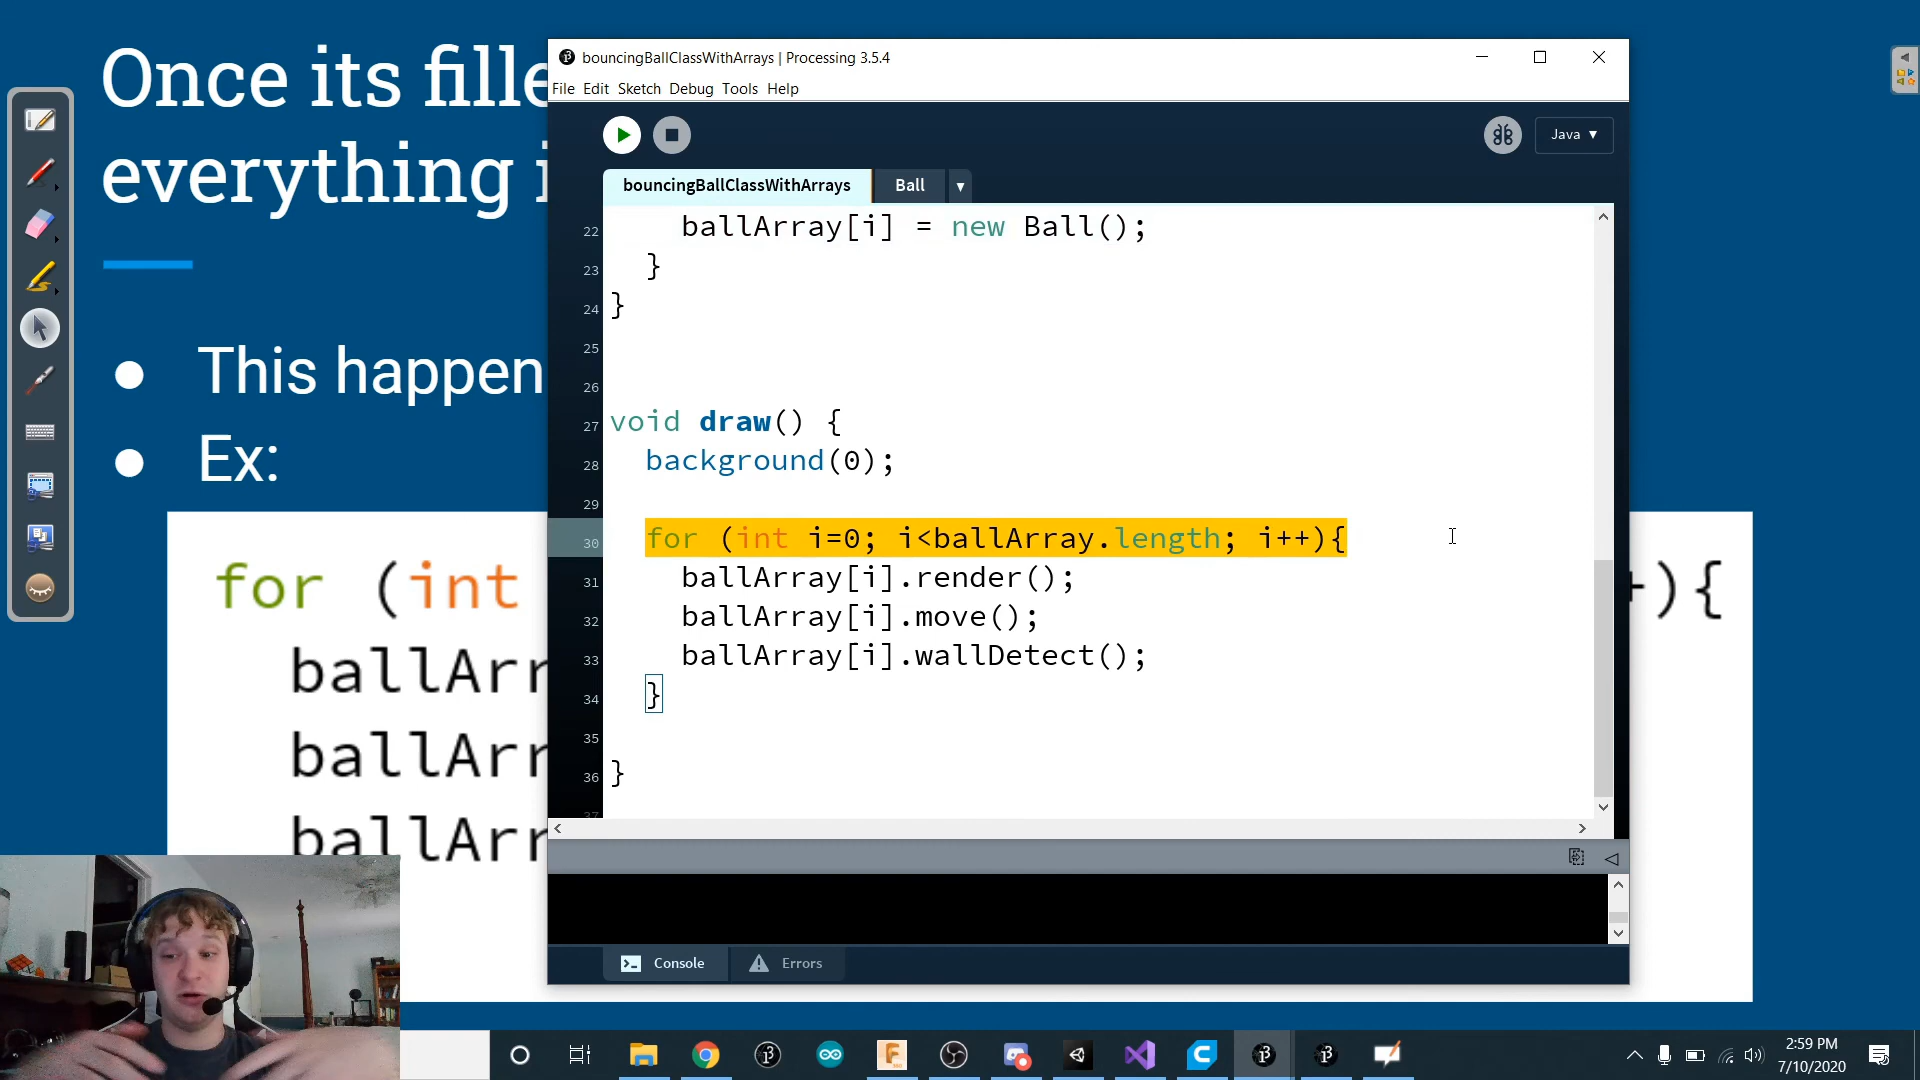 Once its fille
everything i
This happen
Ex:
for (int
+){
ballArr
ballArr
ballArr
bouncingBallClassWithArrays | Processing 3.5.4
File Edit Sketch Debug Tools Help
Java ▼
bouncingBallClassWithArrays Ball ▼
22 ballArray[i] = new Ball();
23 }
24 }
25
26
27 void draw() {
28 background(0);
29
30 for (int i=0; i<ballArray.length; i++){
31 ballArray[i].render();
32 ballArray[i].move();
33 ballArray[i].wallDetect();
34 }
35
36 }
37
Console Errors
2:59 PM
7/10/2020